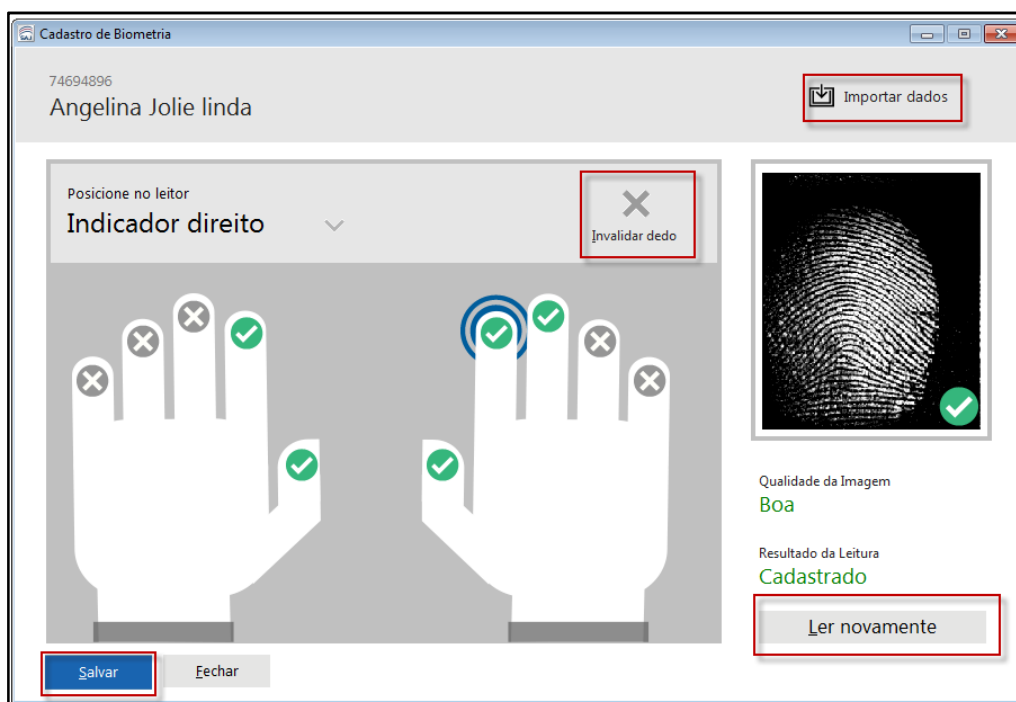 Cadastro de Biometria
74694896
Angelina Jolie linda
Importar dados
Posicione no leitor
Indicador direito
Invalidar dedo
Qualidade da Imagem
Boa
Resultado da Leitura
Cadastrado
Ler novamente
Salvar
Fechar